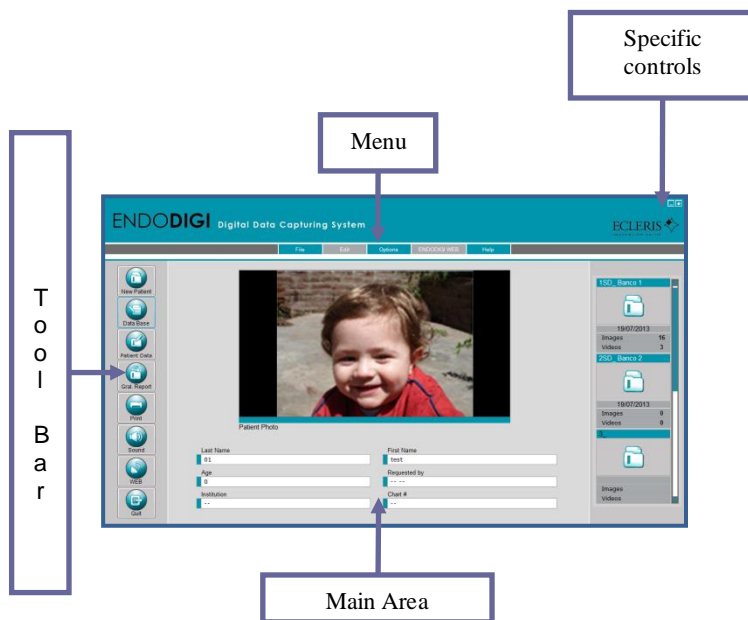 Specific
controls
Menu
Tool Bar
ENDODIGI Digital Data Capturing System
ECLERIS
File Edit Options ENDODIGI WEB Help
New Patient
Data Base
Patient Data
Gral. Report
Print
Sound
WEB
Quit
Patient Photo
Last Name
01
First Name
test
Age
0
Requested by
-- --
Institution
--
Chart #
--
1SD_ Banco 1
19/07/2013
Images 16
Videos 3
2SD_ Banco 2
19/07/2013
Images 0
Videos 0
Images
Videos
Main Area